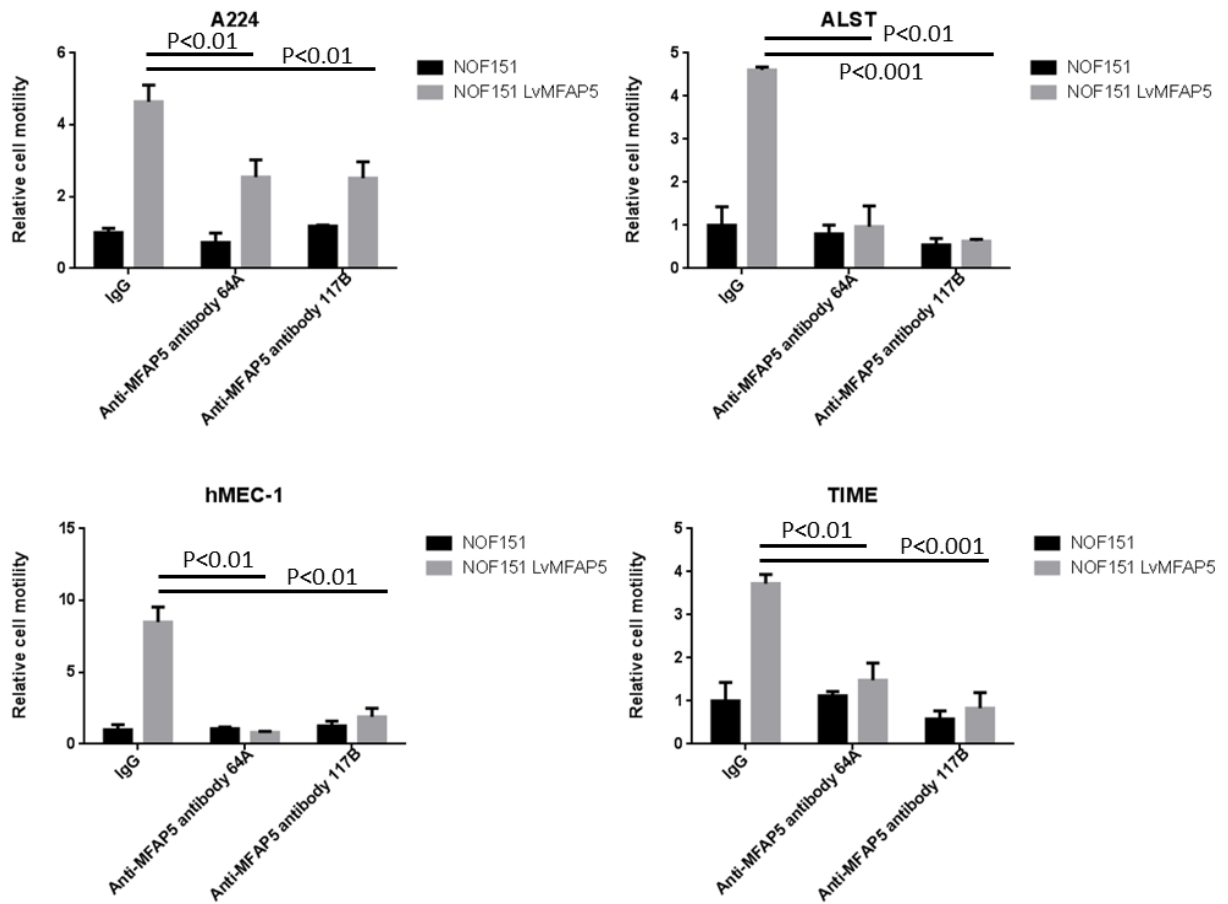 A224
P<0.01
P<0.01
6
4
2
0
Relative cell motility
IgG
Anti-MFAP5 antibody 64A
Anti-MFAP5 antibody 117B
NOF151
NOF151 LvMFAP5
ALST
P<0.01
P<0.001
5
4
3
2
1
0
Relative cell motility
IgG
Anti-MFAP5 antibody 64A
Anti-MFAP5 antibody 117B
NOF151
NOF151 LvMFAP5
hMEC-1
P<0.01
P<0.01
15
10
5
0
Relative cell motility
IgG
Anti-MFAP5 antibody 64A
Anti-MFAP5 antibody 117B
NOF151
NOF151 LvMFAP5
TIME
P<0.01
P<0.001
5
4
3
2
1
0
Relative cell motility
IgG
Anti-MFAP5 antibody 64A
Anti-MFAP5 antibody 117B
NOF151
NOF151 LvMFAP5